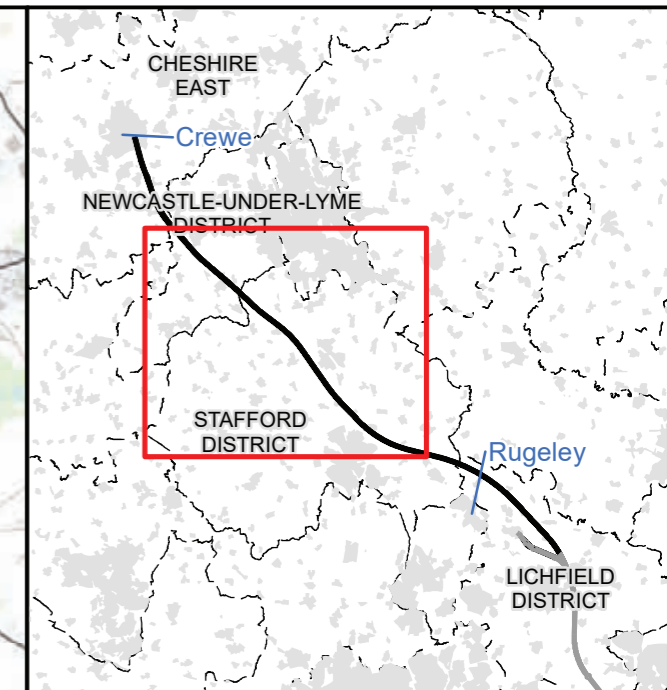 CHESHIRE
EAST
Crewe
NEWCASTLE-UNDER-LYME
DISTRICT
STAFFORD
DISTRICT
Rugeley
LICHFIELD
DISTRICT